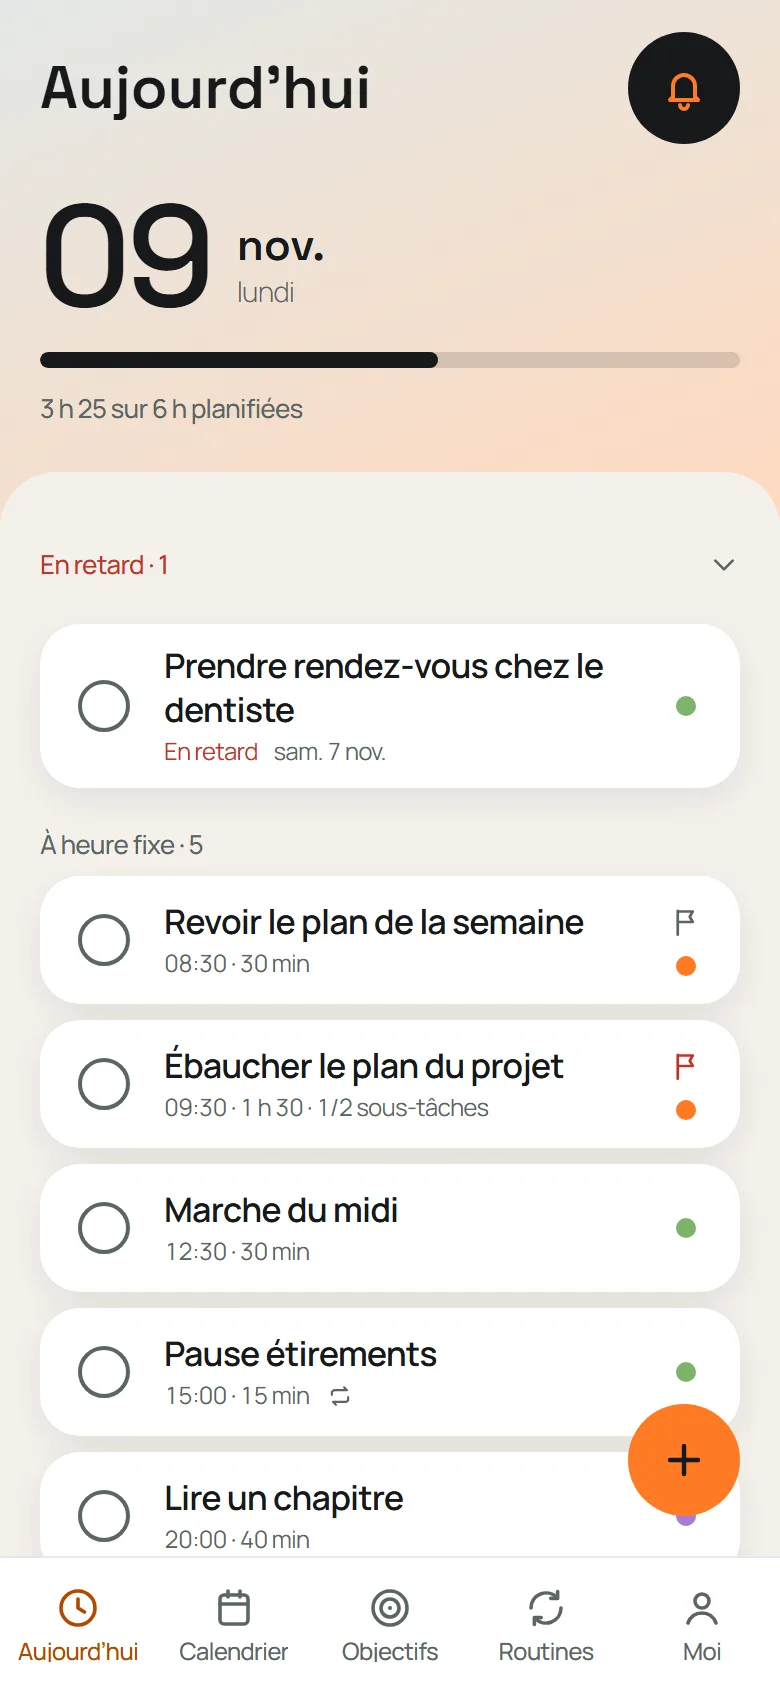 Aujourd’hui
09
nov.
lundi
3 h 25 sur 6 h planifiées
En retard · 1
Prendre rendez-vous chez le
dentiste
En retard sam. 7 nov.
À heure fixe · 5
Revoir le plan de la semaine
08:30 · 30 min
Ébaucher le plan du projet
09:30 · 1 h 30 · 1/2 sous-tâches
Marche du midi
12:30 · 30 min
Pause étirements
15:00 · 15 min
Lire un chapitre
20:00 · 40 min
Aujourd’hui Calendrier Objectifs Routines Moi